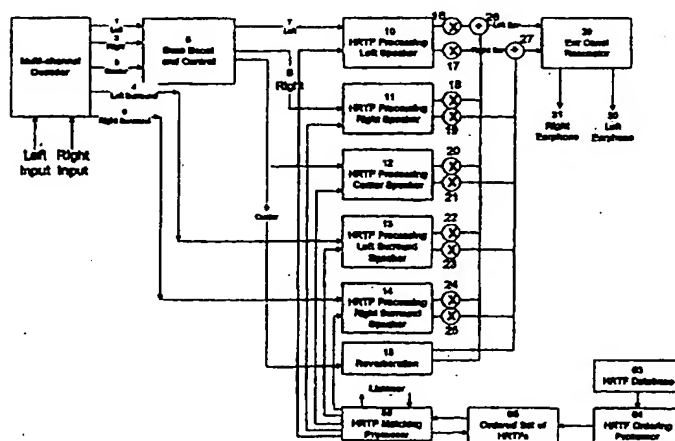 1
Left
2
Right
3
Center
4
Left Surround
Right Surround
Multi-channel
Decoder
Left
Input
Right
Input
6
Bass Boost
and Control
7
Left
8
Right
Center
10
HRTF Processing
Left Speaker
11
HRTF Processing
Right Speaker
12
HRTF Processing
Center Speaker
13
HRTF Processing
Left Surround
Speaker
14
HRTF Processing
Right Surround
Speaker
15
Reverberation
16
17
18
19
20
21
22
23
24
25
26
27
Left Ear
Right Ear
Ear Canal
Resonator
31
Right
Earphone
30
Left
Earphone
Listener
HRTF Matching
Processor
Ordered Set of
HRTFs
63
HRTF Database
64
HRTF Ordering
Processor